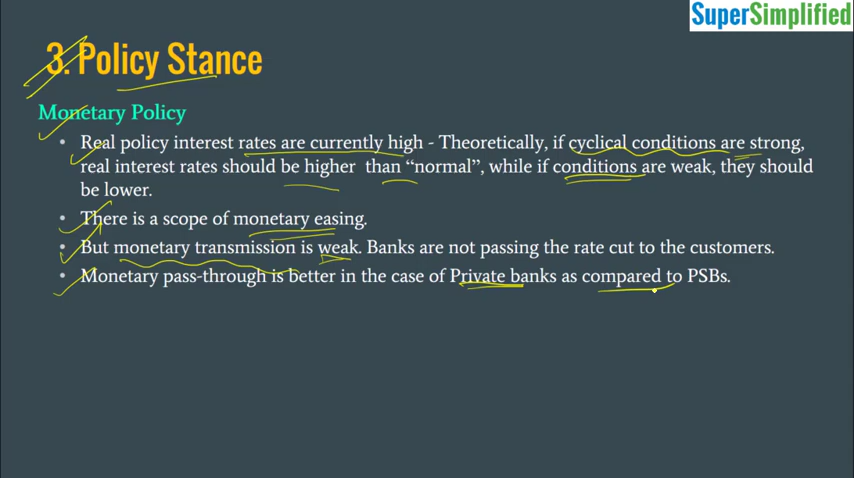 SuperSimplified
3. Policy Stance
Monetary Policy
• Real policy interest rates are currently high - Theoretically, if cyclical conditions are strong,
real interest rates should be higher than “normal”, while if conditions are weak, they should
be lower.
• There is a scope of monetary easing.
• But monetary transmission is weak. Banks are not passing the rate cut to the customers.
• Monetary pass-through is better in the case of Private banks as compared to PSBs.